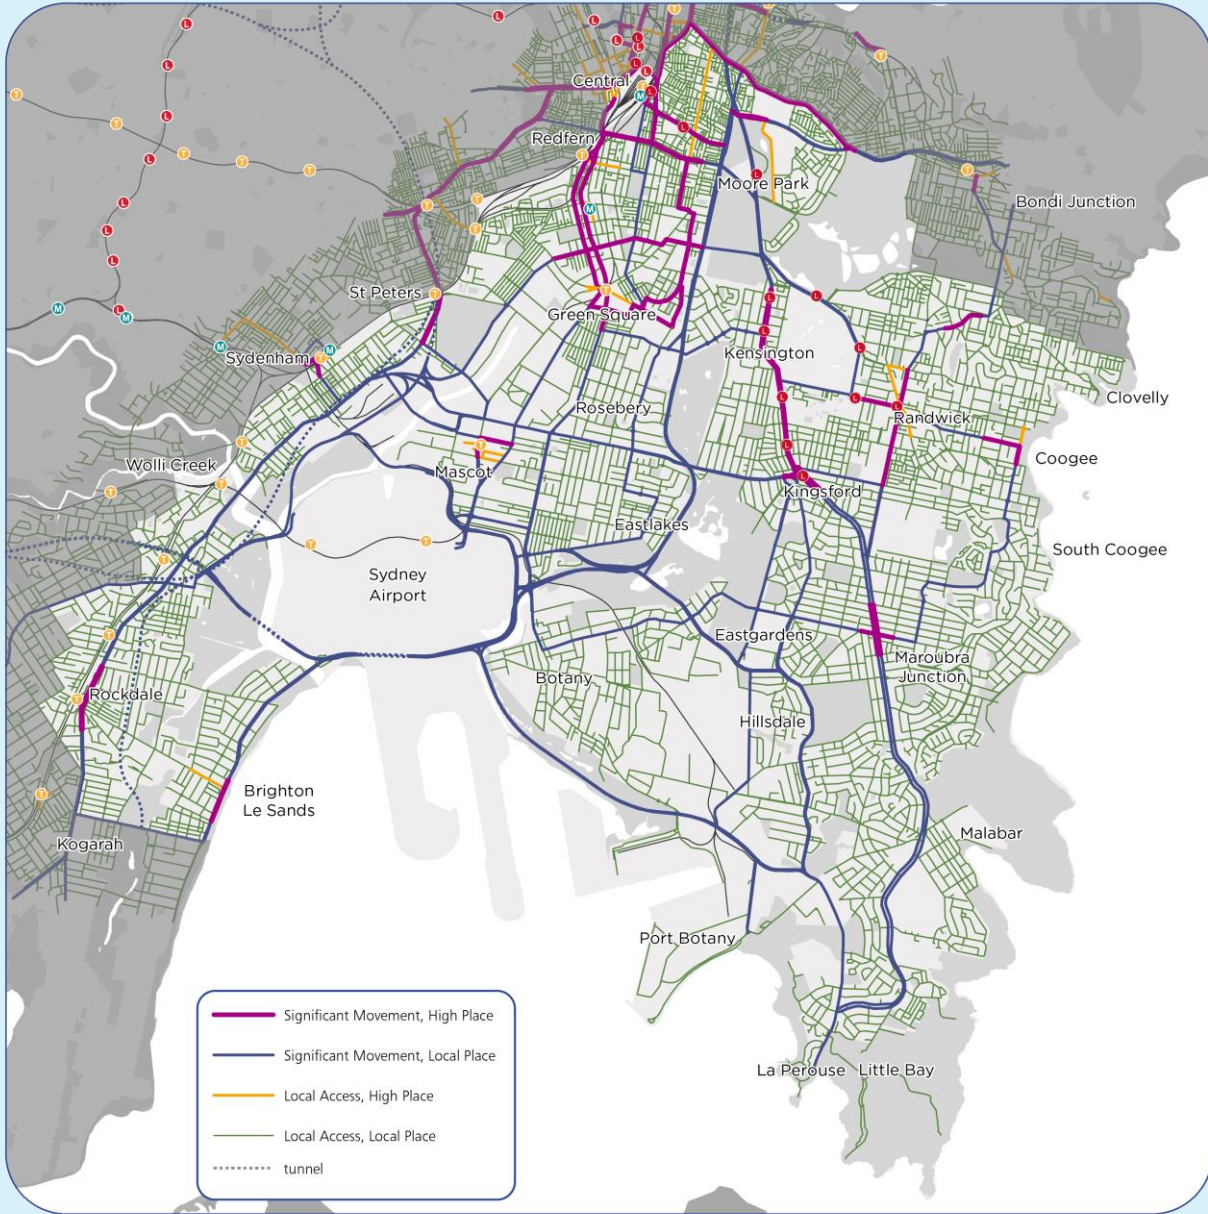 Central
Redfern
Moore Park
Bondi Junction
St Peters
Green Square
Sydenham
Kensington
Clovelly
Rosebery
Randwick
Wolli Creek
Mascot
Coogee
Kingsford
Eastlakes
South Coogee
Sydney
Airport
Eastgardens
Maroubra
Junction
Rockdale
Botany
Hillsdale
Brighton
Le Sands
Malabar
Kogarah
Port Botany
La Perouse
Little Bay
Significant Movement, High Place
Significant Movement, Local Place
Local Access, High Place
Local Access, Local Place
tunnel